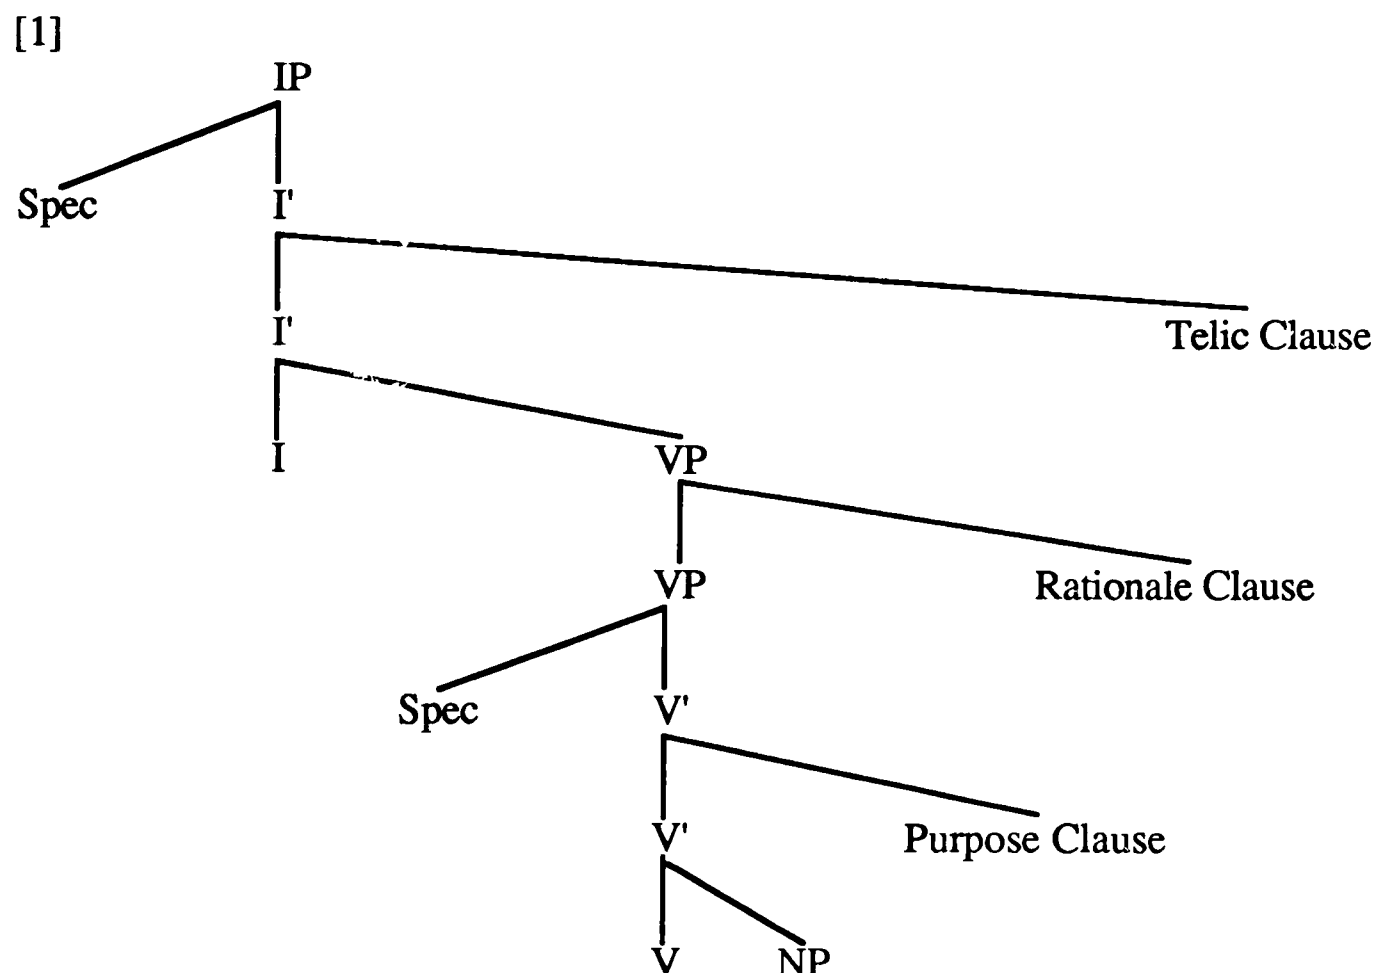 [1]
IP
Spec
I'
I'
Telic Clause
I
VP
VP
Rationale Clause
Spec
V'
V'
Purpose Clause
V NP